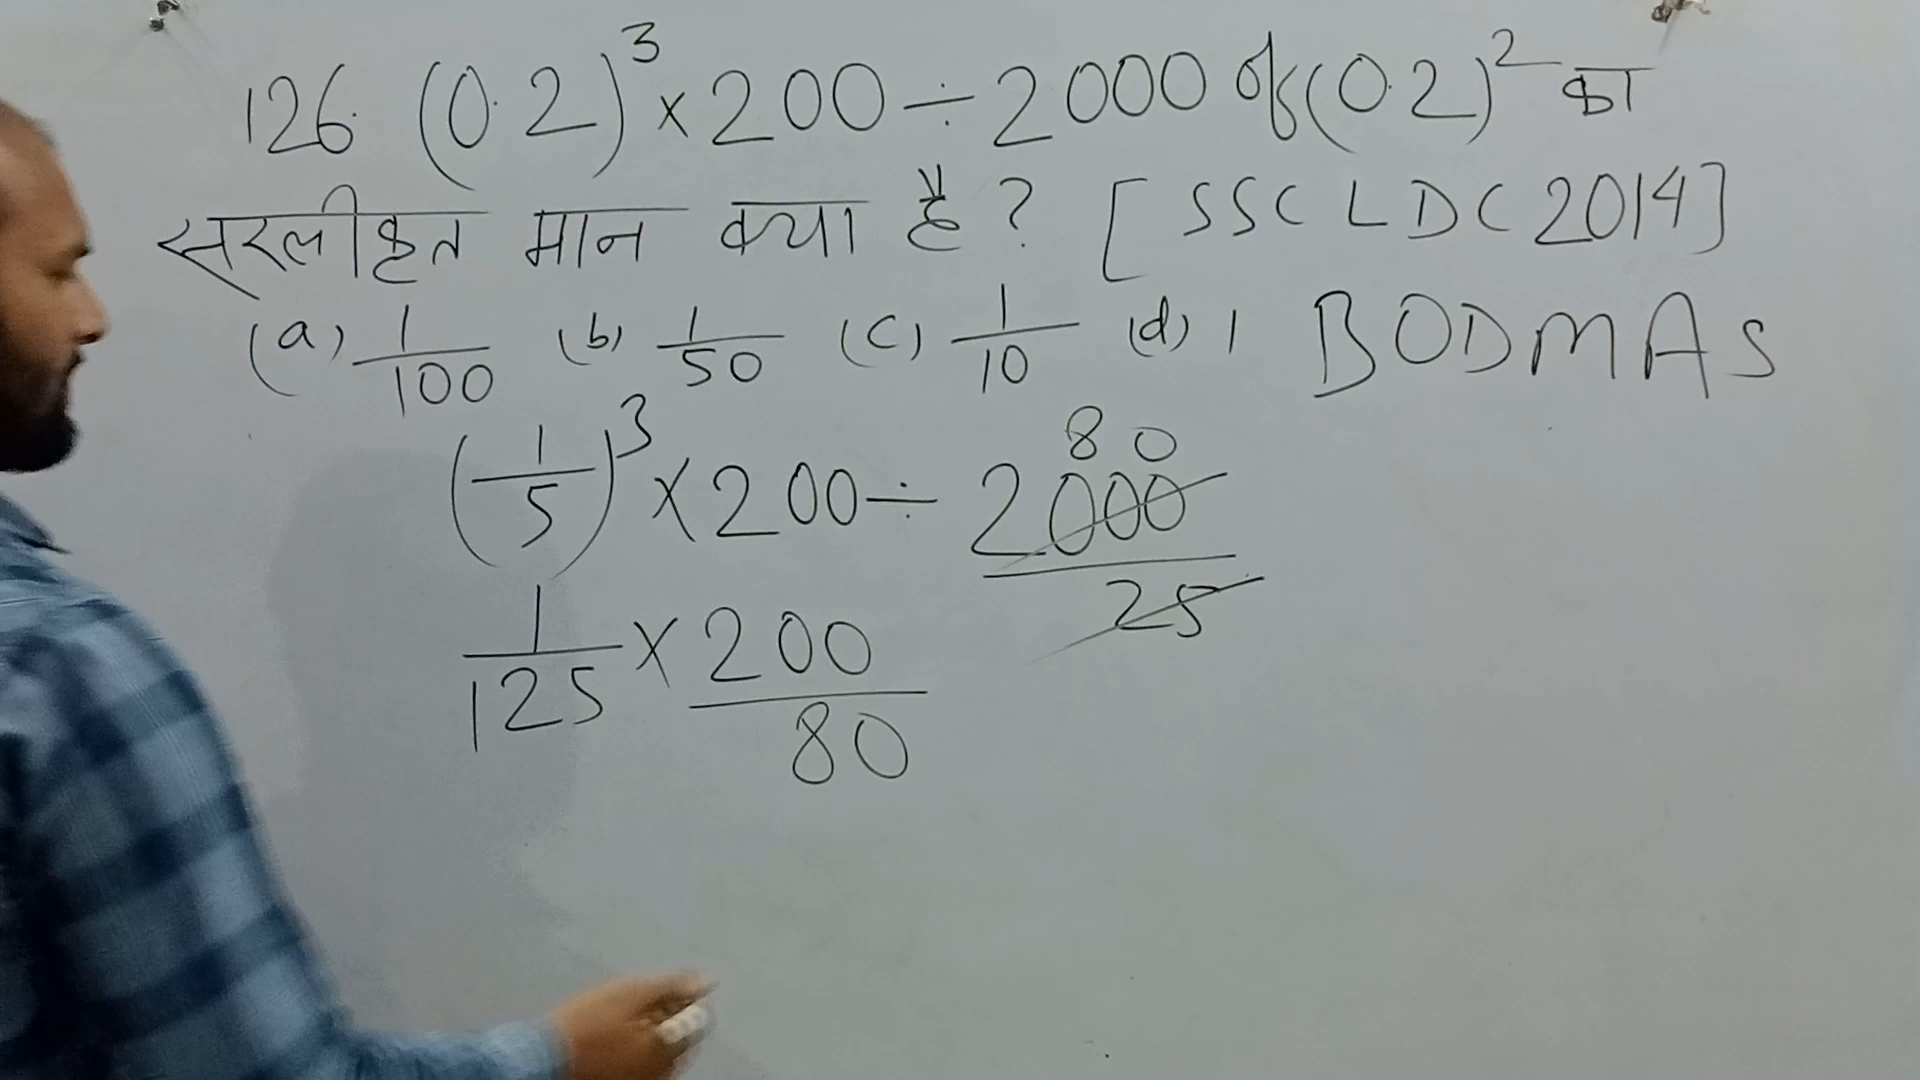 126. (0.2)³ × 200 ÷ 2000 of (0.2)² का
सरलीकृत मान क्या है ? [SSC LDC 2014]
(a) 1/100 (b) 1/50 (c) 1/10 (d) 1 BODMAS
(1/5)³ × 200 ÷ 2000/25 80
1/125 × 200/80